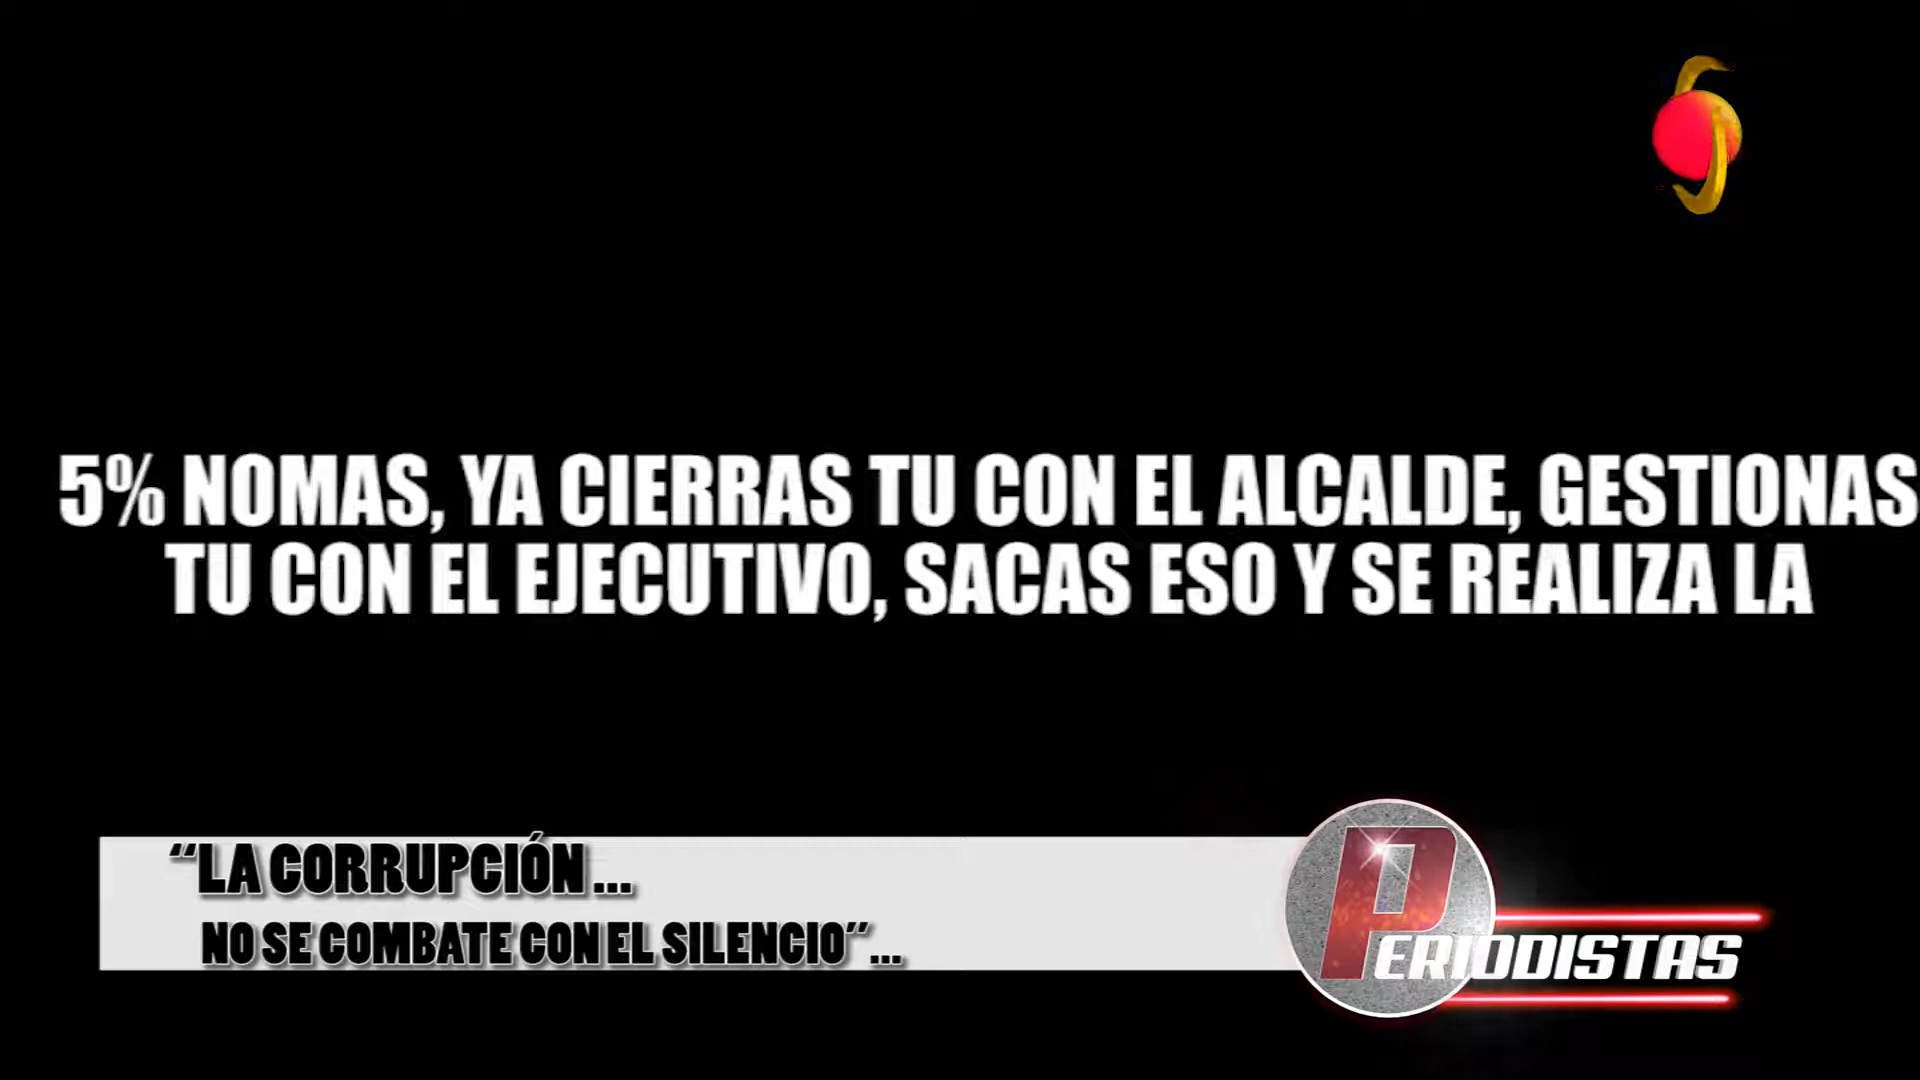 5% NOMAS, YA CIERRAS TU CON EL ALCALDE, GESTIONAS
TU CON EL EJECUTIVO, SACAS ESO Y SE REALIZA LA
“LA CORRUPCIÓN...
NO SE COMBATE CON EL SILENCIO”...
PERIODISTAS